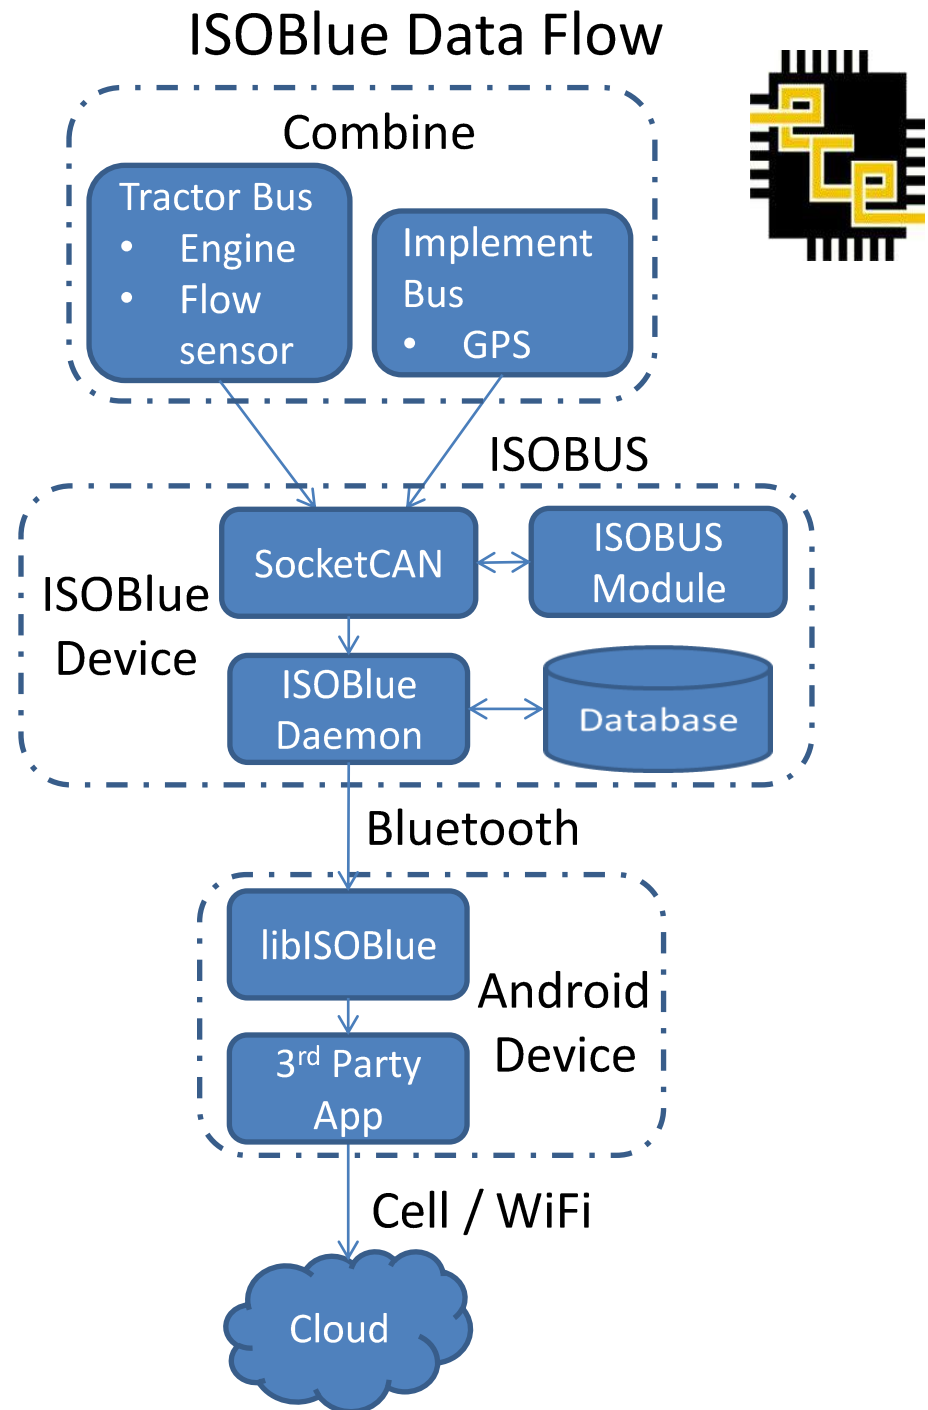 ISOBlue Data Flow
Combine
Tractor Bus
• Engine
• Flow
sensor
Implement
Bus
• GPS
ISOBUS
ISOBlue
Device
SocketCAN
ISOBUS
Module
ISOBlue
Daemon
Database
Bluetooth
libISOBlue
3rd Party
App
Android
Device
Cell / WiFi
Cloud
ece